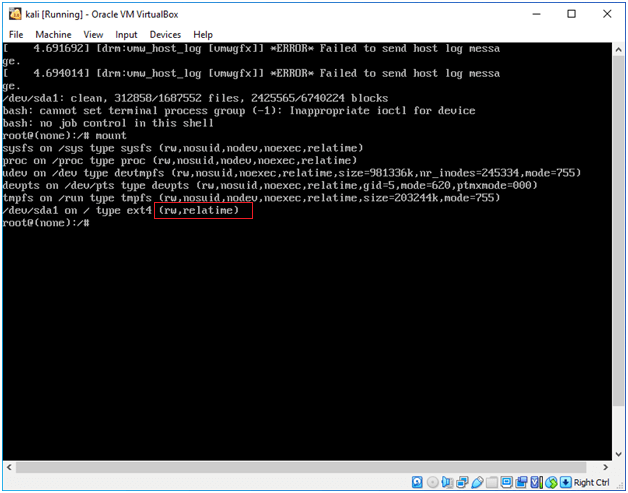 kali [Running] - Oracle VM VirtualBox
File Machine View Input Devices Help
[    4.691692] [drm:vmw_host_log [vmwgfx]] *ERROR* Failed to send host log messa
ge.
[    4.694014] [drm:vmw_host_log [vmwgfx]] *ERROR* Failed to send host log messa
ge.
/dev/sda1: clean, 312858/1687552 files, 2425565/6740224 blocks
bash: cannot set terminal process group (-1): Inappropriate ioctl for device
bash: no job control in this shell
root@(none):/# mount
sysfs on /sys type sysfs (rw,nosuid,nodev,noexec,relatime)
proc on /proc type proc (rw,nosuid,nodev,noexec,relatime)
udev on /dev type devtmpfs (rw,nosuid,noexec,relatime,size=981336k,nr_inodes=245334,mode=755)
devpts on /dev/pts type devpts (rw,nosuid,noexec,relatime,gid=5,mode=620,ptmxmode=000)
tmpfs on /run type tmpfs (rw,nosuid,nodev,noexec,relatime,size=203244k,mode=755)
/dev/sda1 on / type ext4 (rw,relatime)
root@(none):/#
Right Ctrl